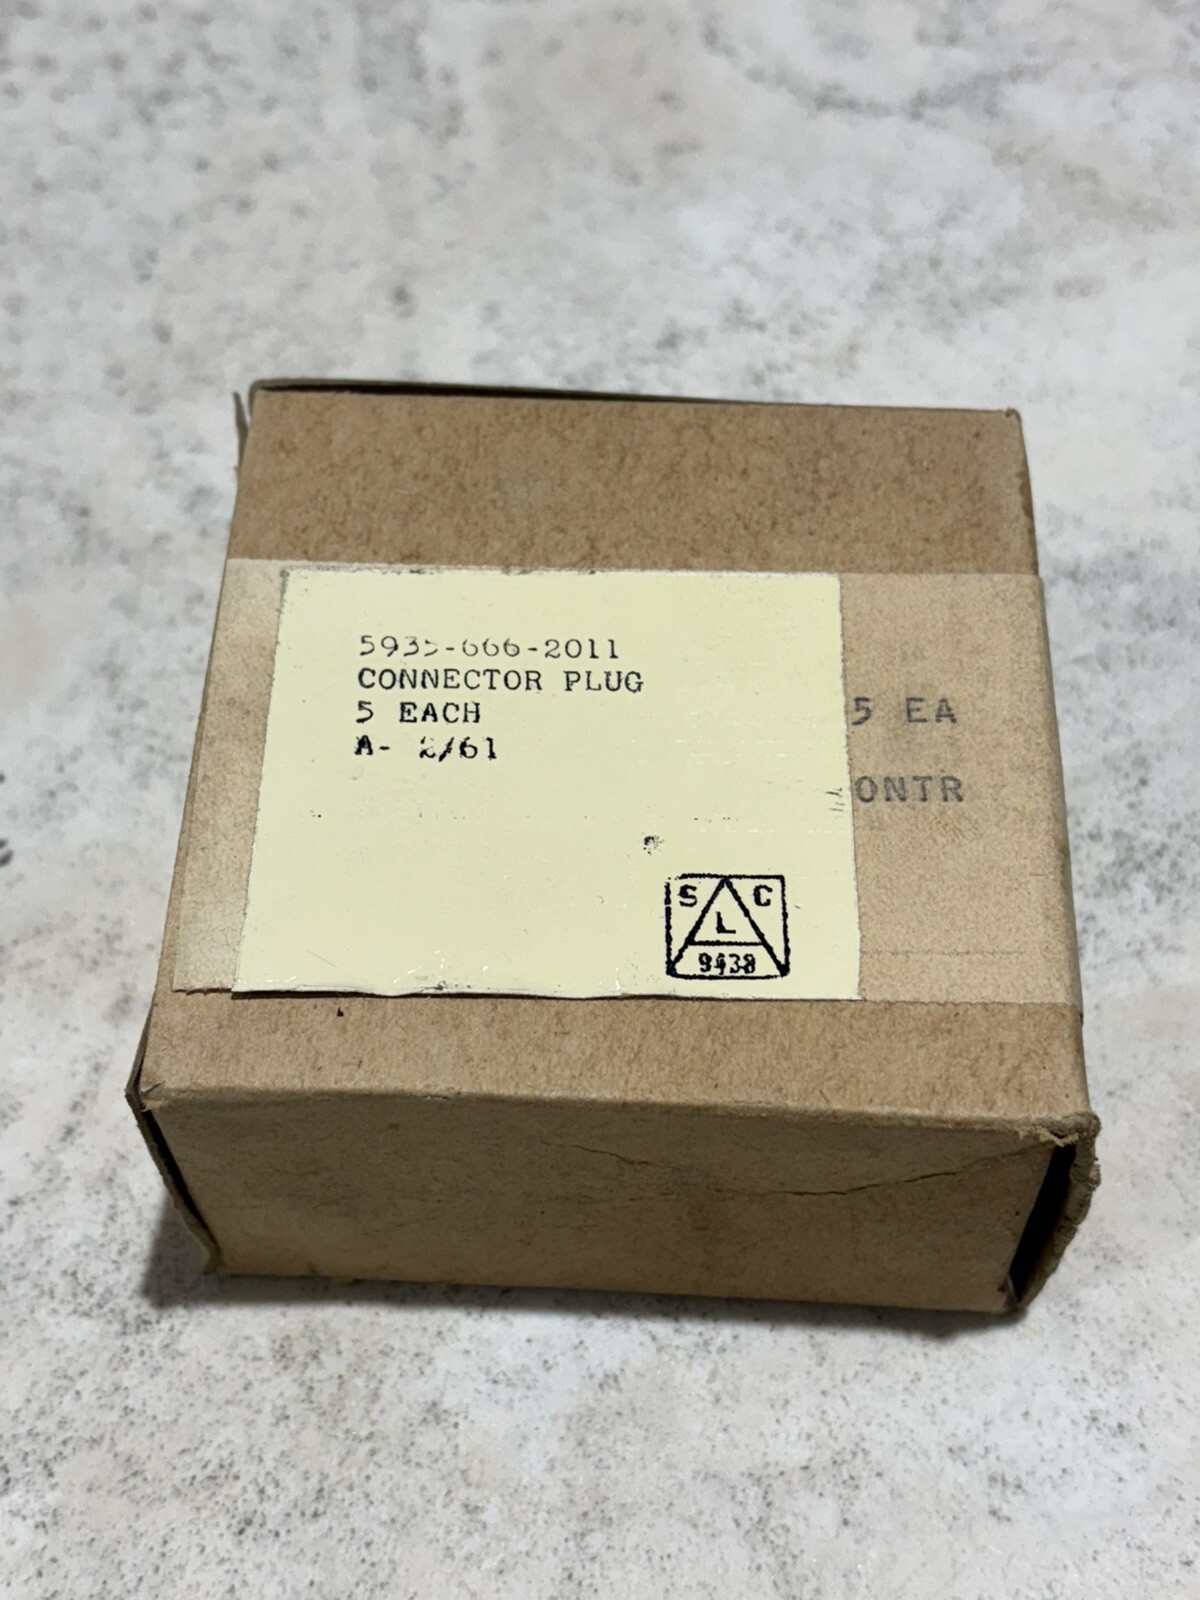 5935-666-2011
CONNECTOR PLUG
5 EACH
A- 2/61
5 EA
ONTR
S C
L
9438